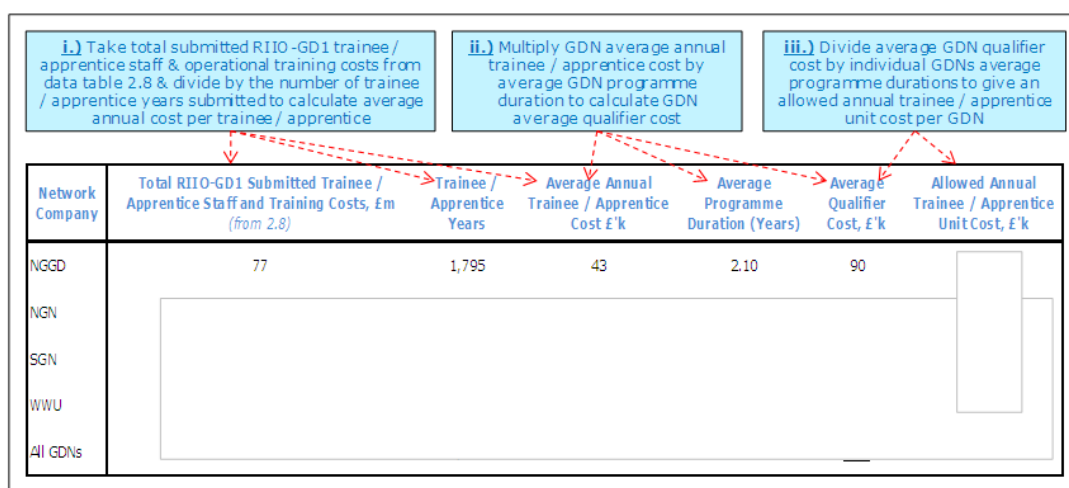 i.) Take total submitted RIIO-GD1 trainee /
apprentice staff & operational training costs from
data table 2.8 & divide by the number of trainee
/ apprentice years submitted to calculate average
annual cost per trainee / apprentice
ii.) Multiply GDN average annual
trainee / apprentice cost by
average GDN programme
duration to calculate GDN
average qualifier cost
iii.) Divide average GDN qualifier
cost by individual GDNs average
programme durations to give an
allowed annual trainee / apprentice
unit cost per GDN
Network
Company
Total RIIO-GD1 Submitted Trainee /
Apprentice Staff and Training Costs, £m
(from 2.8)
Trainee /
Apprentice
Years
Average Annual
Trainee / Apprentice
Cost £'k
Average
Programme
Duration (Years)
Average
Qualifier
Cost, £'k
Allowed Annual
Trainee / Apprentice
Unit Cost, £'k
NGGD 77 1,795 43 2.10 90
NGN
SGN
WWU
All GDNs